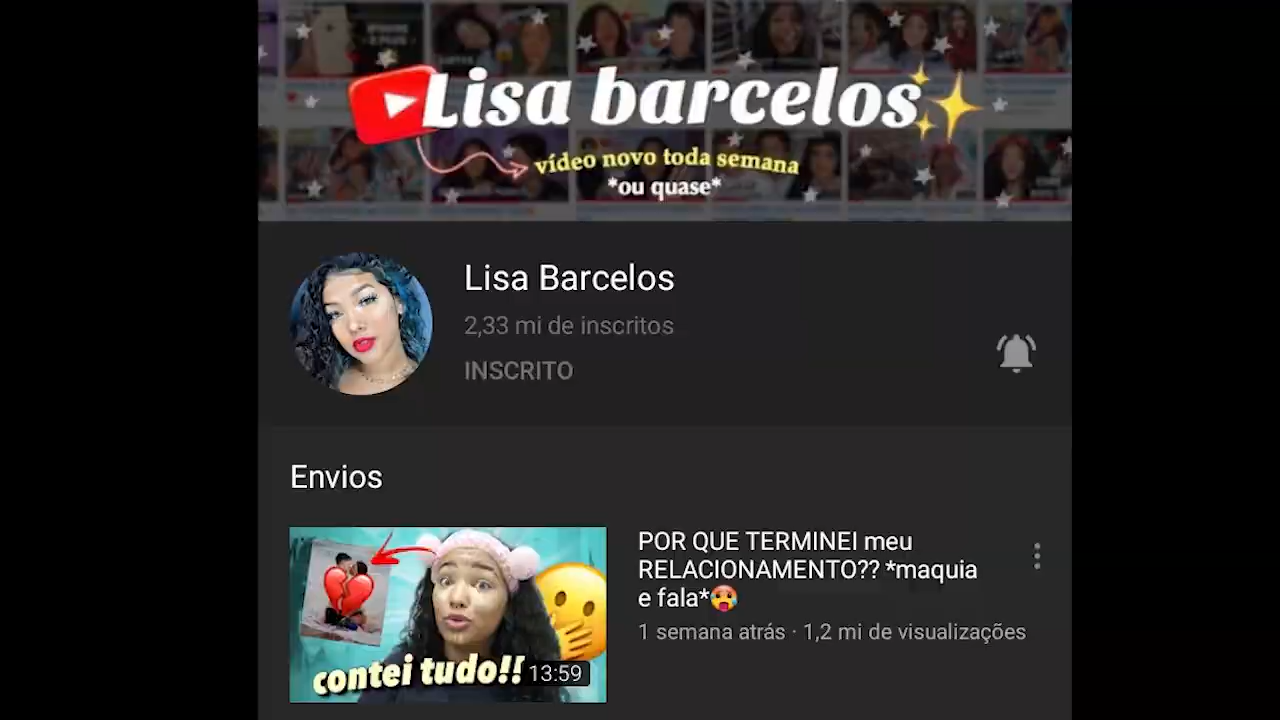 Lisa barcelos
vídeo novo toda semana
*ou quase*
Lisa Barcelos
2,33 mi de inscritos
INSCRITO
Envios
POR QUE TERMINEI meu
RELACIONAMENTO?? *maquia
e fala*🥵
1 semana atrás · 1,2 mi de visualizações
contei tudo!!
13:59